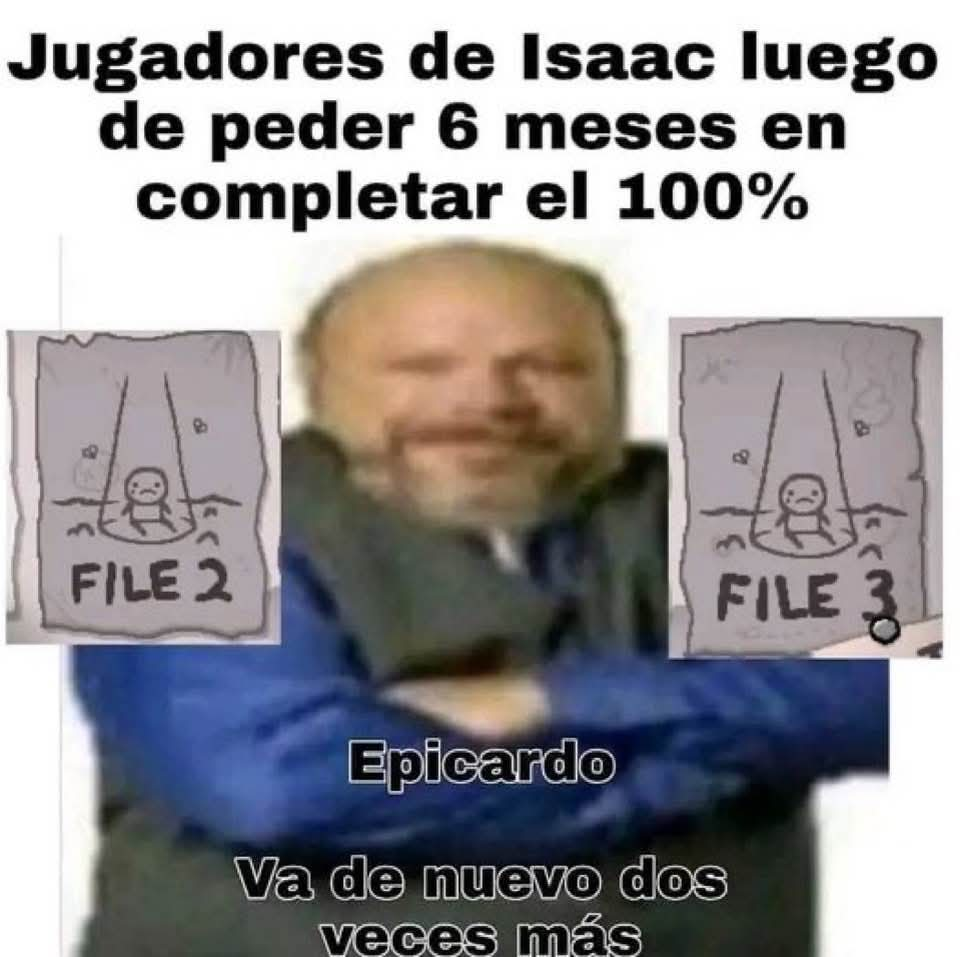 Jugadores de Isaac luego
de peder 6 meses en
completar el 100%
FILE 2
FILE 3
Epicardo
Va de nuevo dos
veces más